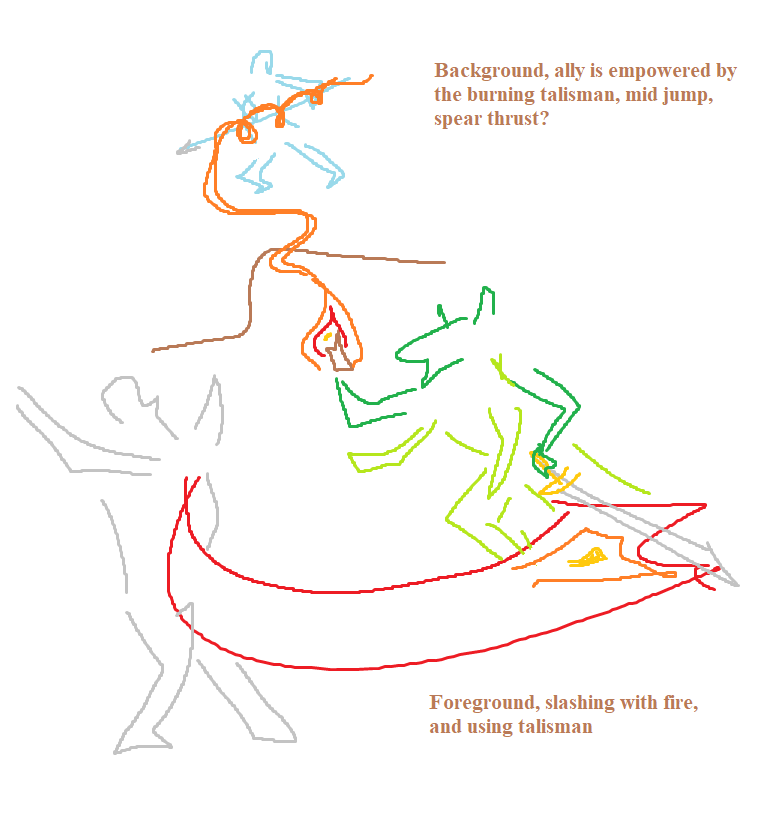 Background, ally is empowered by
the burning talisman, mid jump,
spear thrust?
Foreground, slashing with fire,
and using talisman